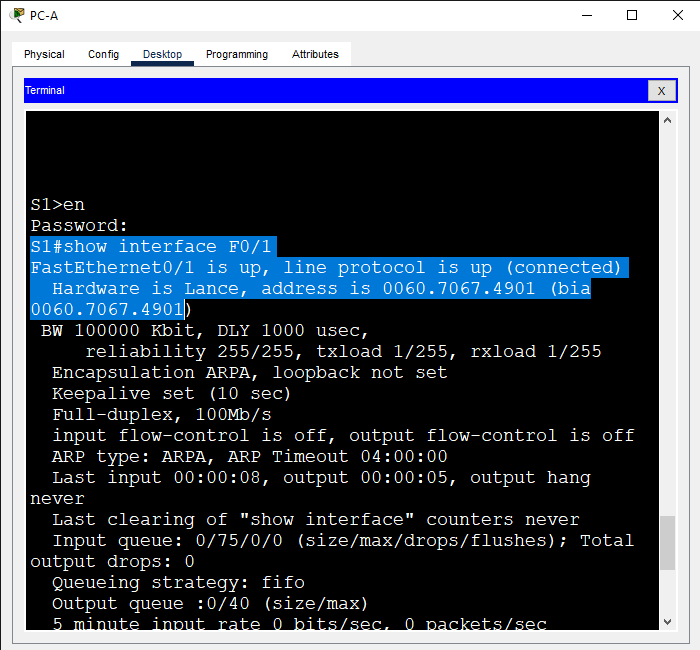 PC-A
Physical Config Desktop Programming Attributes
Terminal X
S1>en
Password:
S1#show interface F0/1
FastEthernet0/1 is up, line protocol is up (connected)
Hardware is Lance, address is 0060.7067.4901 (bia
0060.7067.4901)
BW 100000 Kbit, DLY 1000 usec,
reliability 255/255, txload 1/255, rxload 1/255
Encapsulation ARPA, loopback not set
Keepalive set (10 sec)
Full-duplex, 100Mb/s
input flow-control is off, output flow-control is off
ARP type: ARPA, ARP Timeout 04:00:00
Last input 00:00:08, output 00:00:05, output hang
never
Last clearing of "show interface" counters never
Input queue: 0/75/0/0 (size/max/drops/flushes); Total
output drops: 0
Queueing strategy: fifo
Output queue :0/40 (size/max)
5 minute input rate 0 bits/sec, 0 packets/sec